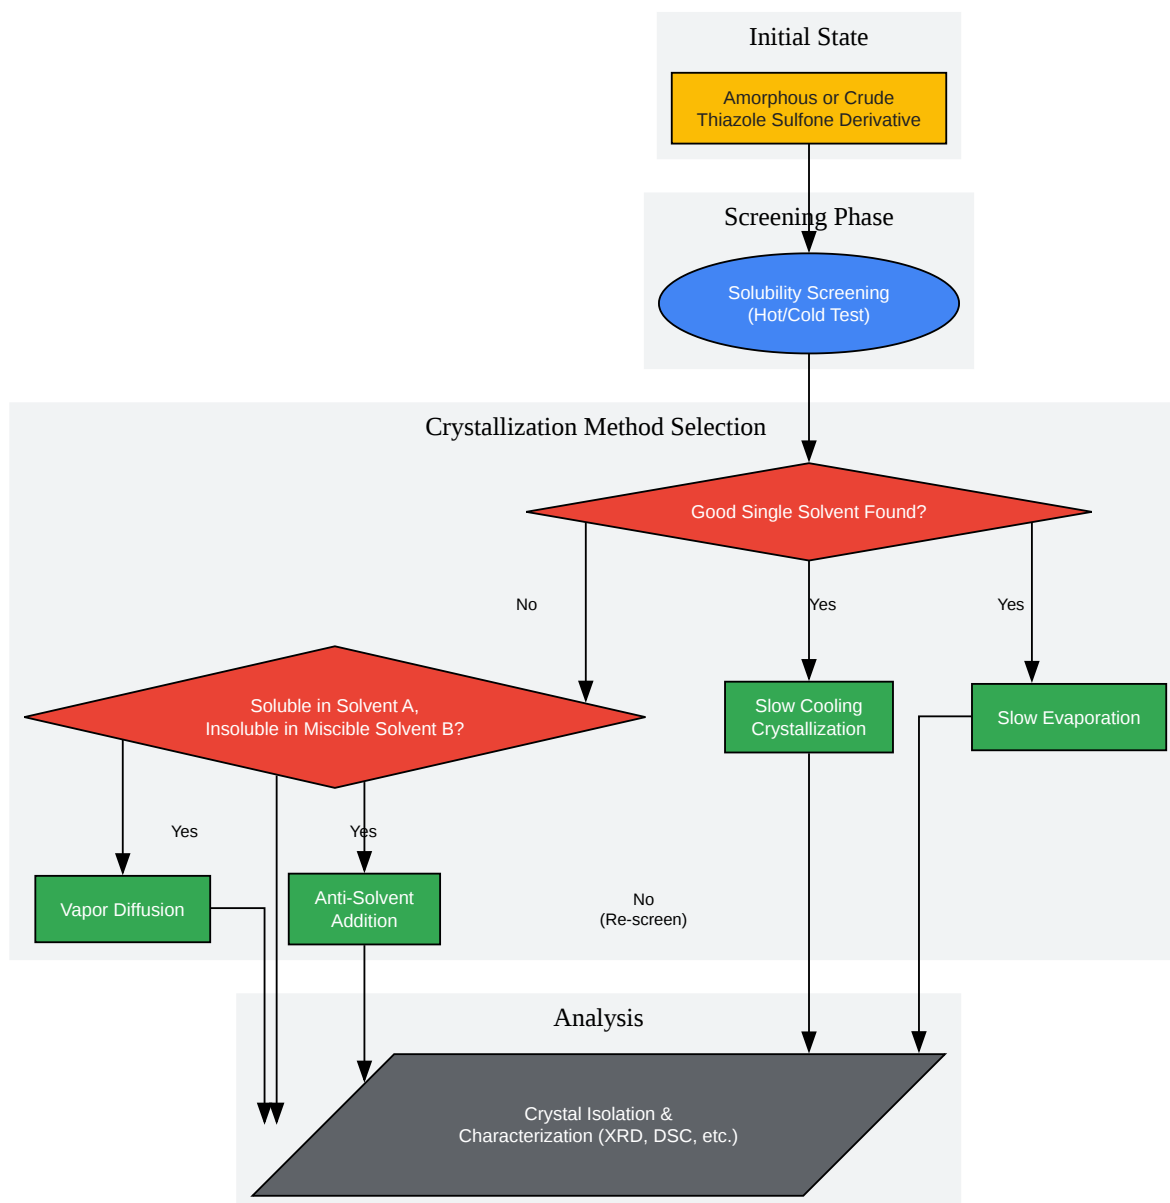 Initial State
Amorphous or Crude
Thiazole Sulfone Derivative
Screening Phase
Solubility Screening
(Hot/Cold Test)
Crystallization Method Selection
Good Single Solvent Found?
No
Yes
Yes
Soluble in Solvent A,
Insoluble in Miscible Solvent B?
Slow Cooling
Crystallization
Slow Evaporation
Yes
Yes
Vapor Diffusion
Anti-Solvent
Addition
No
(Re-screen)
Analysis
Crystal Isolation &
Characterization (XRD, DSC, etc.)